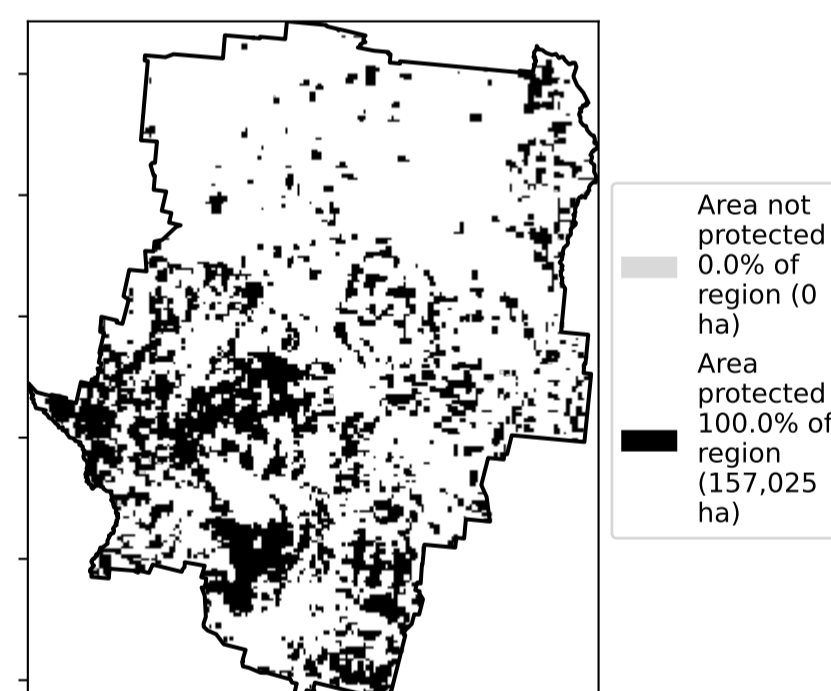 Area not
protected
0.0% of
region (0
ha)
Area
protected
100.0% of
region
(157,025
ha)